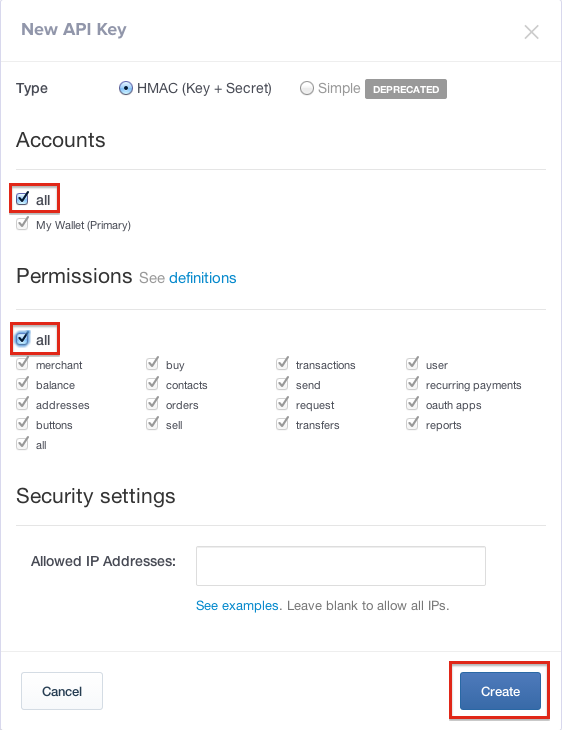 New API Key
Type HMAC (Key + Secret) Simple DEPRECATED
Accounts
all
My Wallet (Primary)
Permissions See definitions
all
merchant buy transactions user
balance contacts send recurring payments
addresses orders request oauth apps
buttons sell transfers reports
all
Security settings
Allowed IP Addresses:
See examples. Leave blank to allow all IPs.
Cancel Create